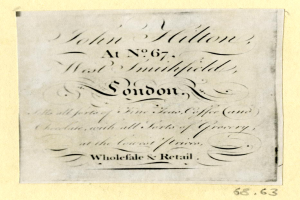 John Hilton,
At No. 67,
West Smithfield,
London,
Sells all sorts of Fine Teas, Coffee, and
Chocolate, with all Sorts of Grocery,
at the lowest Prices,
Wholesale & Retail.
68.63